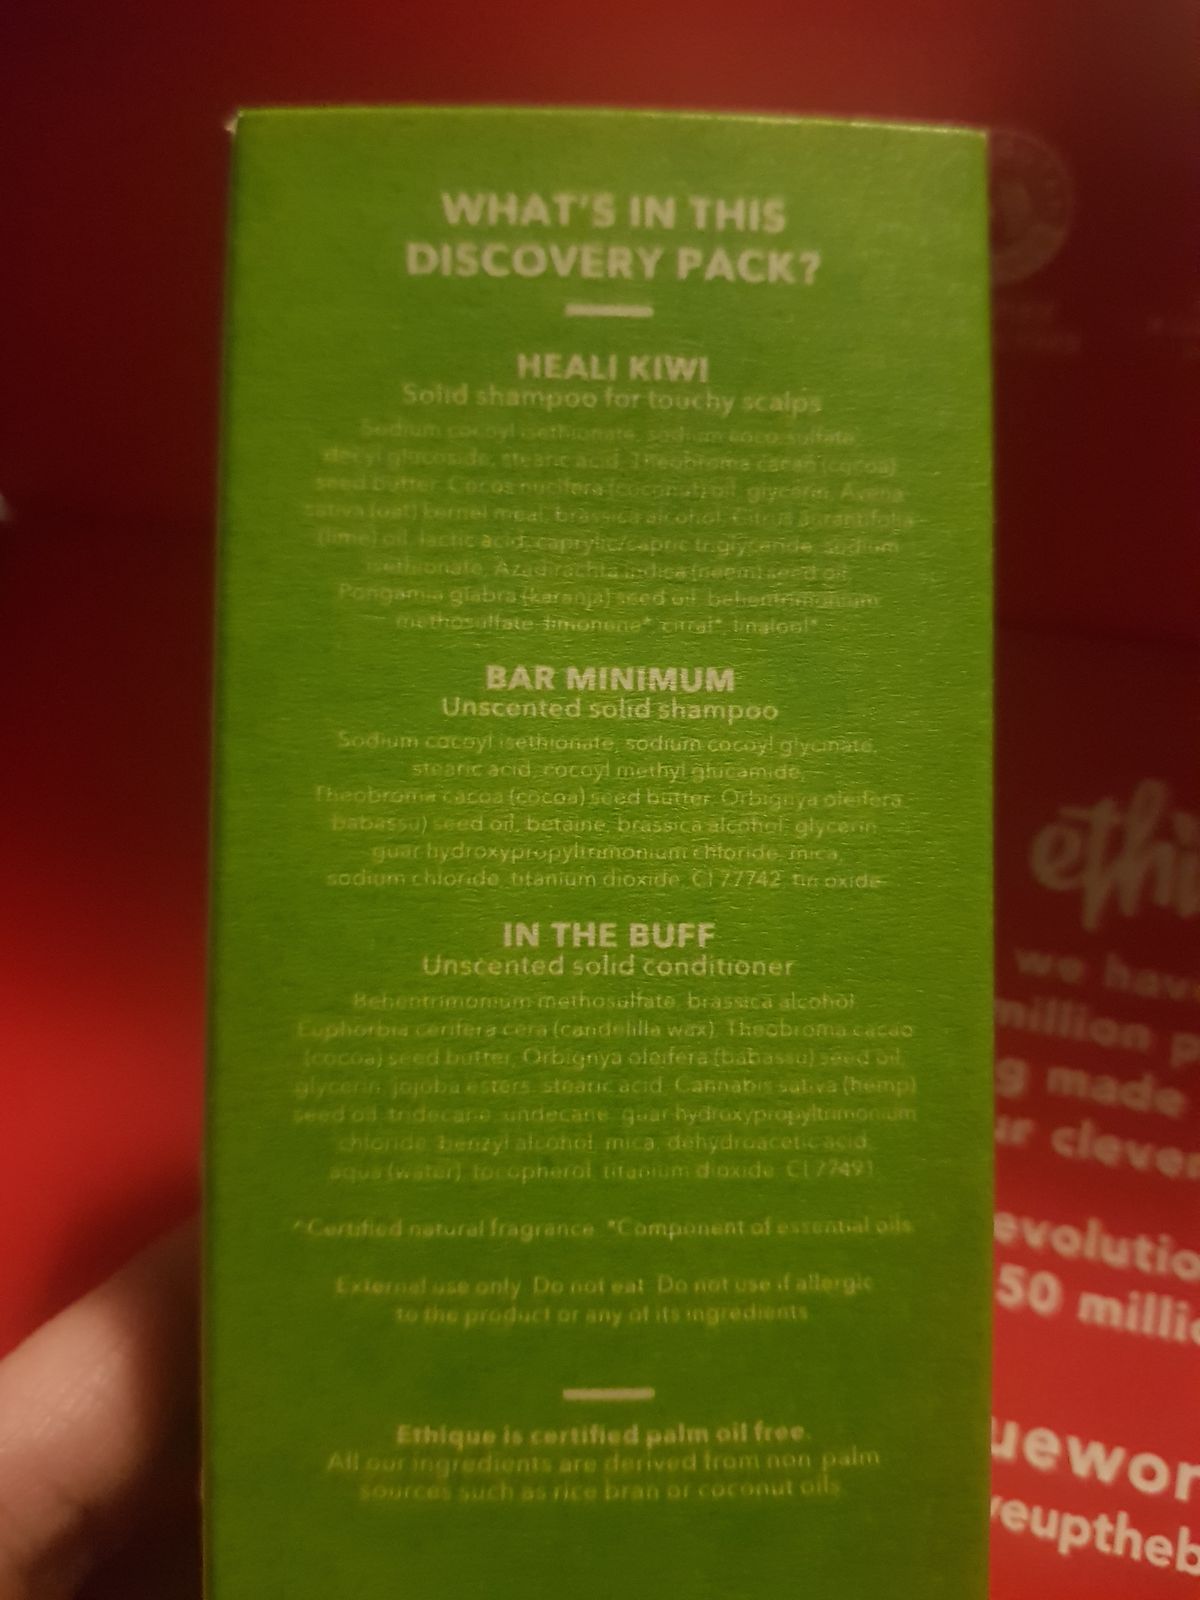 WHAT'S IN THIS
DISCOVERY PACK?
HEALI KIWI
Solid shampoo for touchy scalps
Sodium cocoyl isethionate, sodium coco sulfate,
decyl glucoside, stearic acid, Theobroma cacao (cocoa)
seed butter, Cocos nucifera (coconut) oil, glycerin, Avena
sativa (oat) kernel meal, brassica alcohol, Citrus aurantifolia
(lime) oil, lactic acid, caprylic/capric triglyceride, sodium
isethionate, Azadirachta indica (neem) seed oil,
Pongamia glabra (karanja) seed oil, behentrimonium
methosulfate, limonene*, citral*, linalool*
BAR MINIMUM
Unscented solid shampoo
Sodium cocoyl isethionate, sodium cocoyl glycinate,
stearic acid, cocoyl methyl glucamide,
Theobroma cacoa (cocoa) seed butter, Orbignya oleifera
babassu) seed oil, betaine, brassica alcohol, glycerin,
guar hydroxypropyltrimonium chloride, mica,
sodium chloride, titanium dioxide, CI 77742, tin oxide
IN THE BUFF
Unscented solid conditioner
Behentrimonium methosulfate, brassica alcohol
Euphorbia cerifera cera (candelilla wax), Theobroma cacao
(cocoa) seed butter, Orbignya oleifera (babassu) seed oil,
glycerin, jojoba esters, stearic acid, Cannabis sativa (hemp)
seed oil, tridecane, undecane, guar hydroxypropyltrimonium
chloride, benzyl alcohol, mica, dehydroacetic acid,
aqua (water), tocopherol, titanium dioxide, CI 77491
^Certified natural fragrance. *Component of essential oils.
External use only. Do not eat. Do not use if allergic
to the product or any of its ingredients.
Ethique is certified palm oil free.
All our ingredients are derived from non palm
sources such as rice bran or coconut oils.
ethi
we hav
million p
g made
ur clever
evolutio
50 millio
uewor
veuptheb